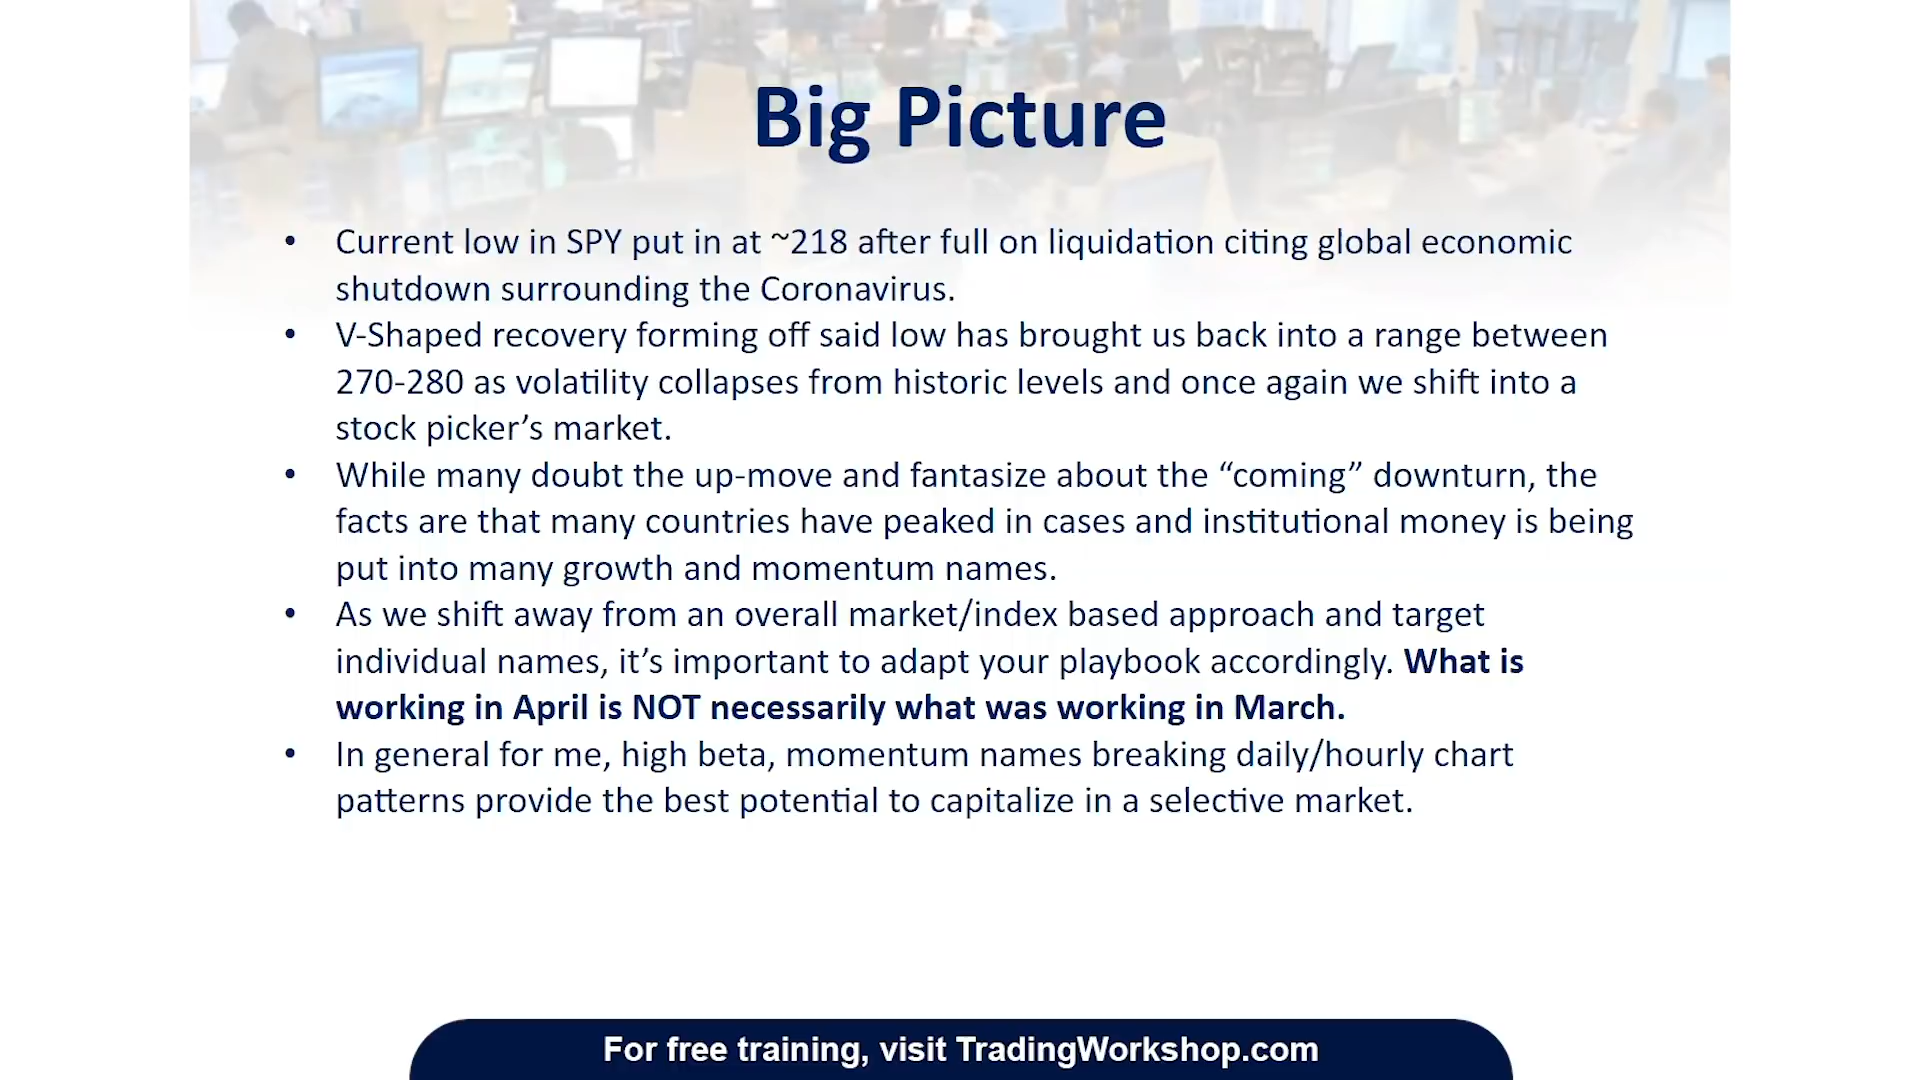 Big Picture
• Current low in SPY put in at ~218 after full on liquidation citing global economic
shutdown surrounding the Coronavirus.
• V-Shaped recovery forming off said low has brought us back into a range between
270-280 as volatility collapses from historic levels and once again we shift into a
stock picker’s market.
• While many doubt the up-move and fantasize about the “coming” downturn, the
facts are that many countries have peaked in cases and institutional money is being
put into many growth and momentum names.
• As we shift away from an overall market/index based approach and target
individual names, it’s important to adapt your playbook accordingly. What is
working in April is NOT necessarily what was working in March.
• In general for me, high beta, momentum names breaking daily/hourly chart
patterns provide the best potential to capitalize in a selective market.
For free training, visit TradingWorkshop.com